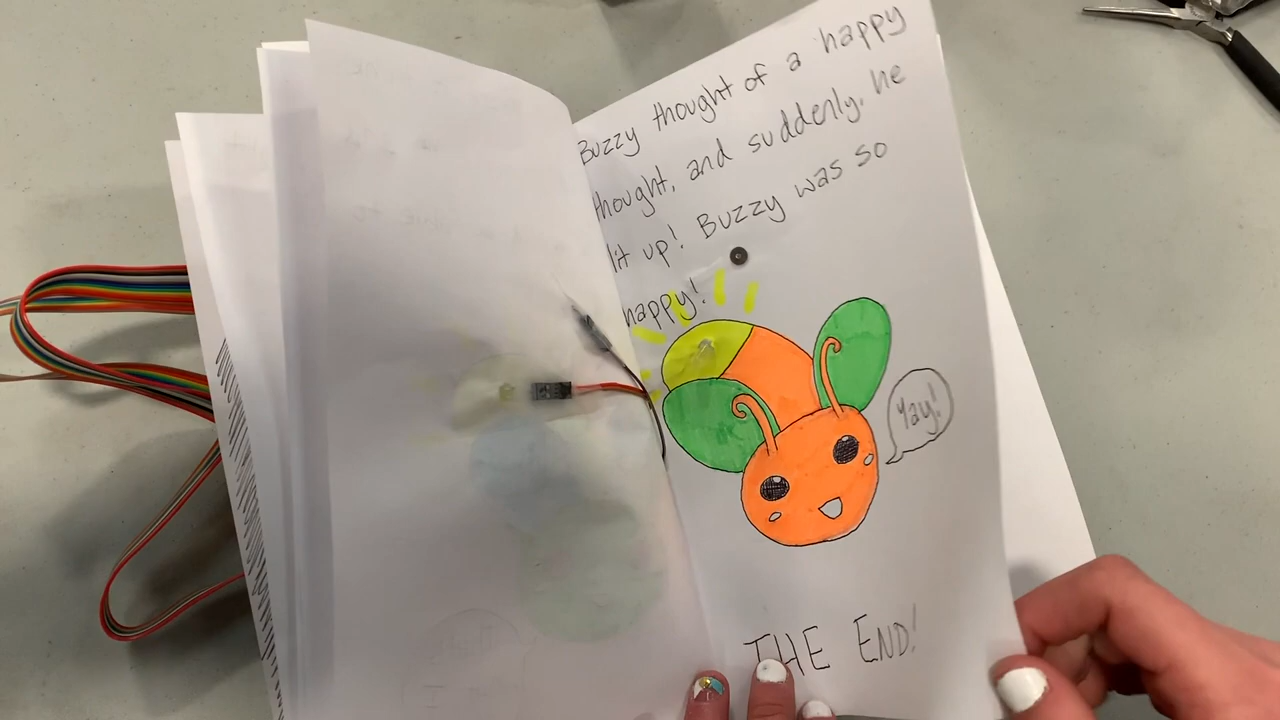 Buzzy thought of a happy
thought, and suddenly, he
lit up! Buzzy was so
happy!
Yay!
THE END!